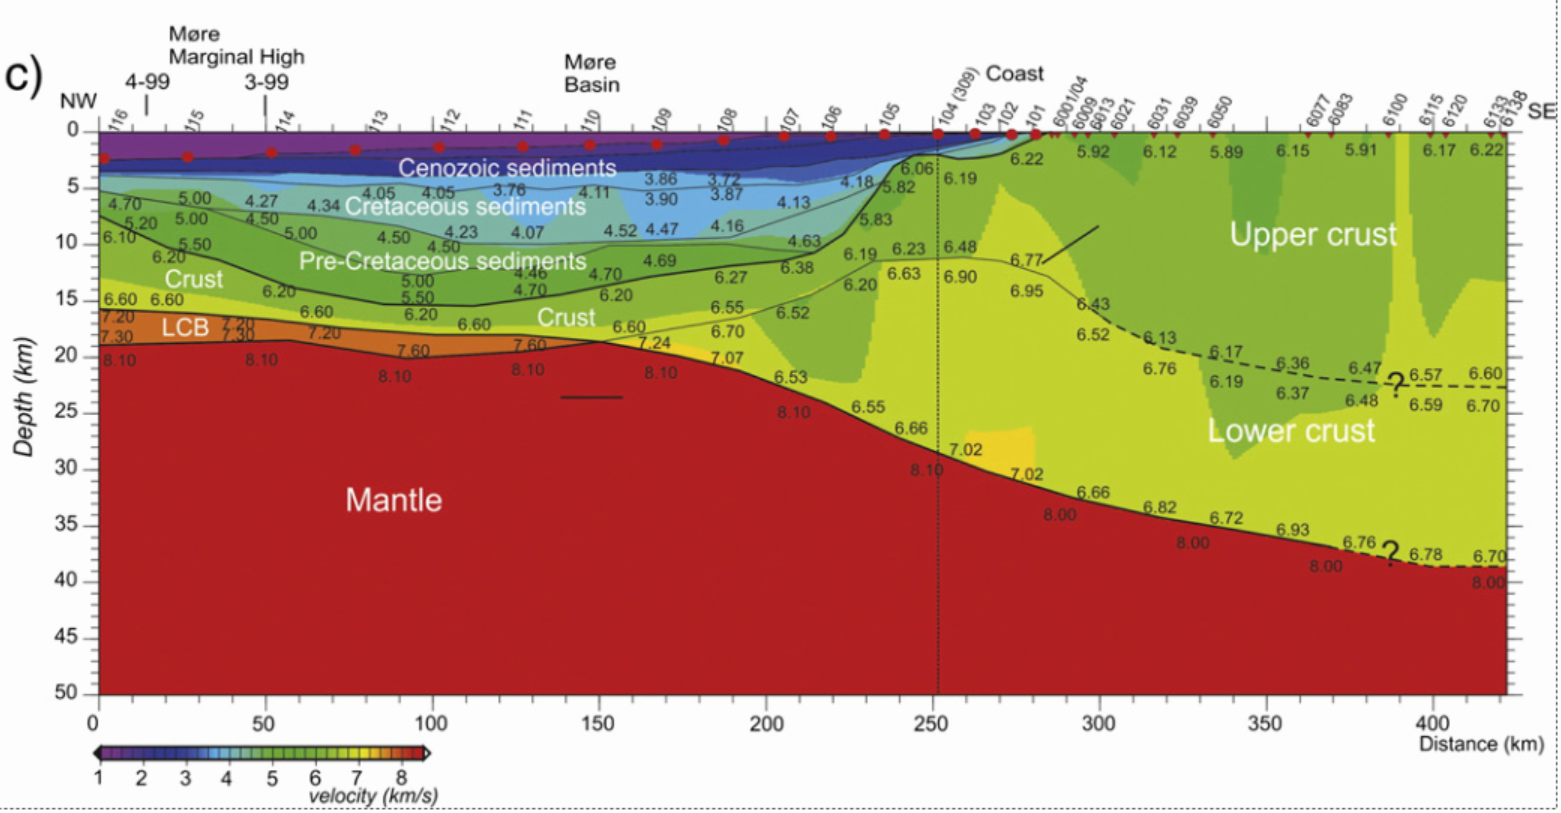 c)
Møre
Marginal High
4-99
3-99
Møre
Basin
Coast
NW
SE
116 115 114 113 112 111 110 109 108 107 106 105 104 (309) 103 102 101 6001/04 6009 6013 6021 6031 6039 6050 6077 6083 6100 6115 6120 6133 6138
0
5
10
15
20
25
30
35
40
45
50
Depth (km)
5.92 6.12 5.89 6.15 5.91 6.17 6.22
6.22
Cenozoic sediments
6.06 6.19
3.86 3.72 4.18 5.82
5.00 4.05 4.05 3.76 4.11 3.90 3.87
4.70 4.27 4.34 Cretaceous sediments 4.13
5.20 5.00 4.50 5.83
6.10 5.00 4.50 4.23 4.07 4.52 4.47 4.16
5.50 4.50 4.63 6.19 6.23 6.48
6.20 Pre-Cretaceous sediments 4.69 6.38 6.77
Upper crust
Crust 5.00 4.46 4.70 6.27 6.20 6.63 6.90
6.20 5.50 4.70 6.20 6.95
6.60 6.60 6.60 6.20 Crust 6.55 6.52 6.43
7.20 LCB 7.20 7.20 6.60 6.60 6.70 6.52 6.13
7.30 7.30 7.60 7.60 7.24 7.07 6.76 6.17 6.36 6.47 6.57 6.60
8.10 8.10 8.10 8.10 8.10 6.53 6.19 6.37 6.48 ? 6.59 6.70
8.10 6.55
6.66
Lower crust
8.10 7.02
7.02
Mantle
6.66 6.82 6.72 6.93 6.76 ? 6.78 6.70
8.00 8.00 8.00 8.00
0 50 100 150 200 250 300 350 400
Distance (km)
1 2 3 4 5 6 7 8
velocity (km/s)